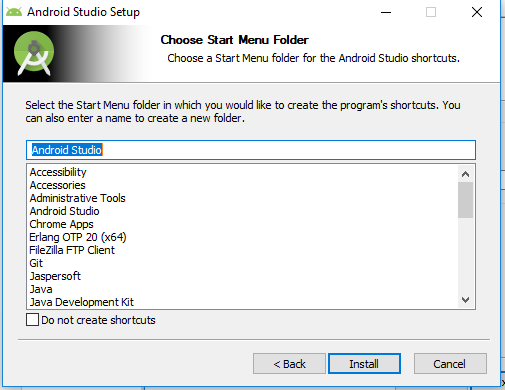 Android Studio Setup
Choose Start Menu Folder
Choose a Start Menu folder for the Android Studio shortcuts.
Select the Start Menu folder in which you would like to create the program's shortcuts. You
can also enter a name to create a new folder.
Android Studio
Accessibility
Accessories
Administrative Tools
Android Studio
Chrome Apps
Erlang OTP 20 (x64)
FileZilla FTP Client
Git
Jaspersoft
Java
Java Development Kit
Do not create shortcuts
< Back
Install
Cancel